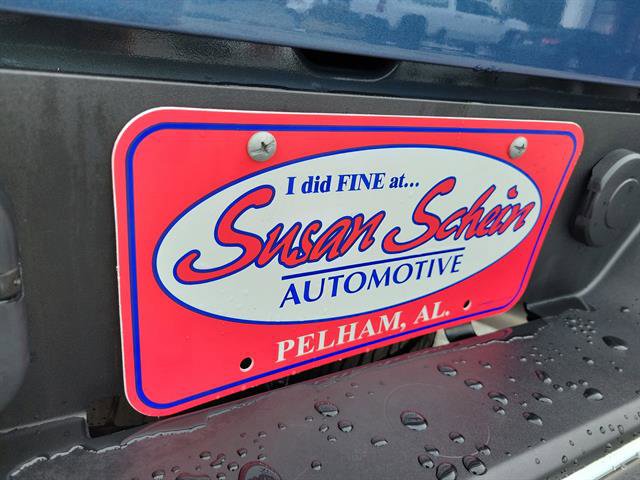 I did FINE at...
Susan Schein
AUTOMOTIVE
PELHAM, AL.